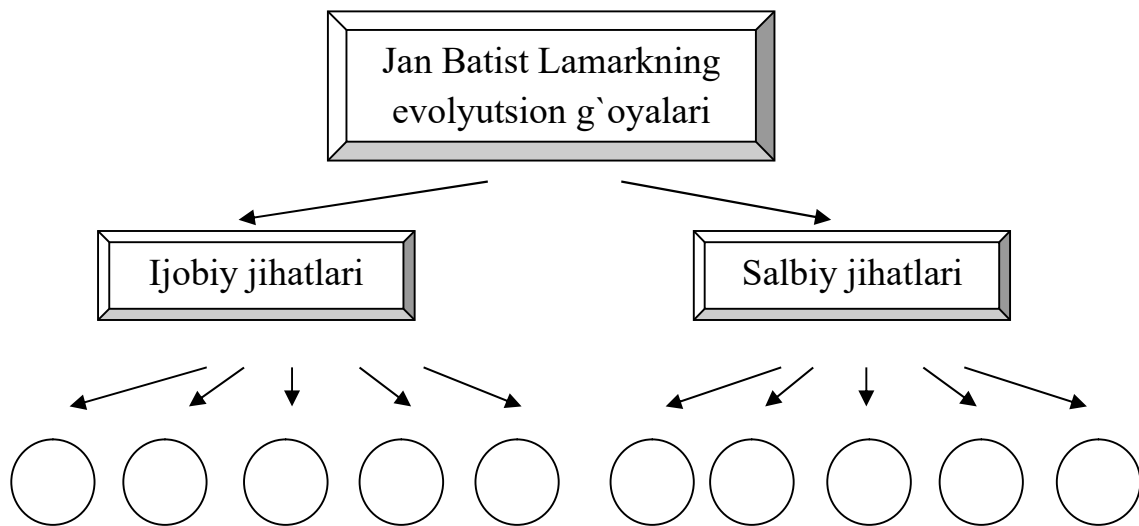 Jan Batist Lamarkning
evolyutsion g`oyalari
Ijobiy jihatlari
Salbiy jihatlari